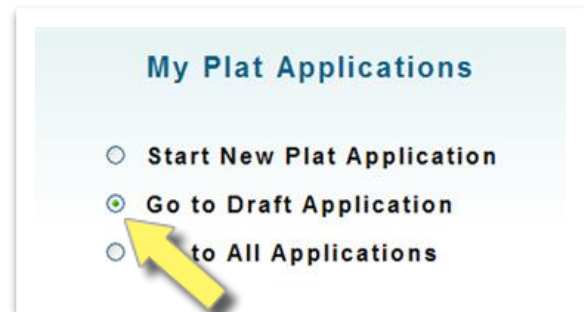 My Plat Applications
Start New Plat Application
Go to Draft Application
to All Applications